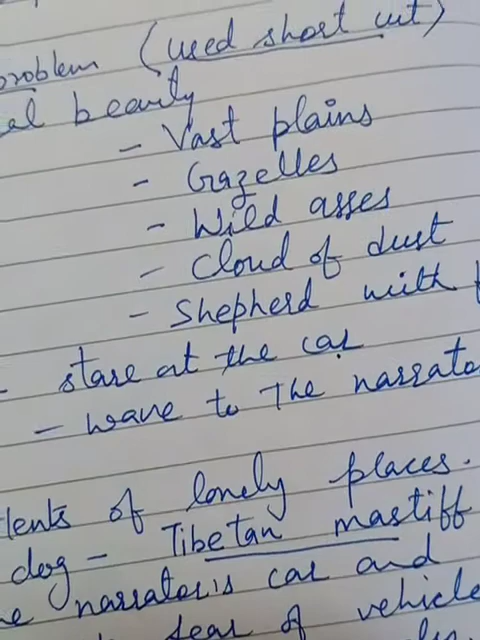 problem (used short cut)
al beauty
- Vast plains
- Gazelles
- Wild asses
- Cloud of dust
- Shepherd with
stare at the car
- wave to The narrato
of lonely places.
dog - Tibetan mastiff
narrator's car and
fear of vehicle